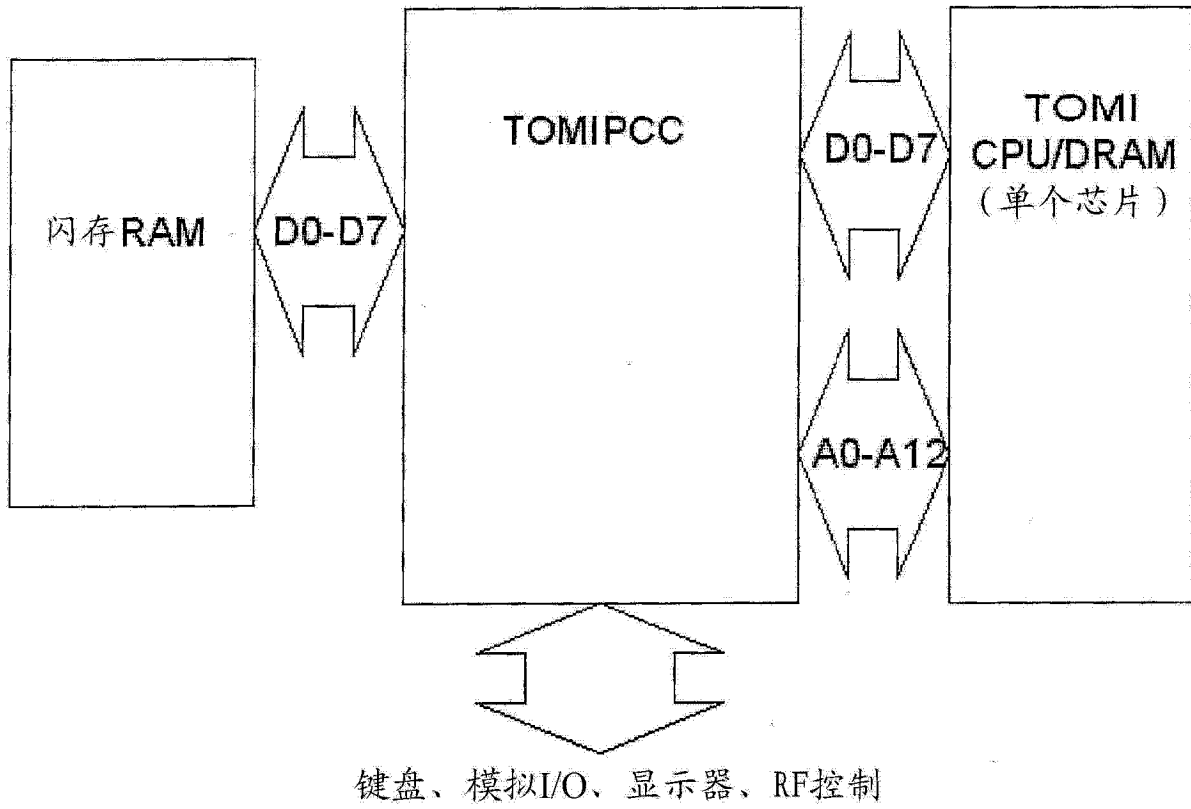 闪存RAM
D0-D7
TOMIPCC
D0-D7
A0-A12
TOMI
CPU/DRAM
（单个芯片）
键盘、模拟I/O、显示器、RF控制